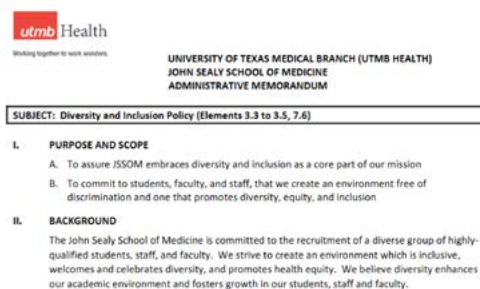 utmb Health
Working together to work wonders.
UNIVERSITY OF TEXAS MEDICAL BRANCH (UTMB HEALTH)
JOHN SEALY SCHOOL OF MEDICINE
ADMINISTRATIVE MEMORANDUM
SUBJECT: Diversity and Inclusion Policy (Elements 3.3 to 3.5, 7.6)
I. PURPOSE AND SCOPE
A. To assure JSSOM embraces diversity and inclusion as a core part of our mission
B. To commit to students, faculty, and staff, that we create an environment free of
discrimination and one that promotes diversity, equity, and inclusion
II. BACKGROUND
The John Sealy School of Medicine is committed to the recruitment of a diverse group of highly-
qualified students, staff, and faculty. We strive to create an environment which is inclusive,
welcomes and celebrates diversity, and promotes health equity. We believe diversity enhances
our academic environment and fosters growth in our students, staff and faculty.